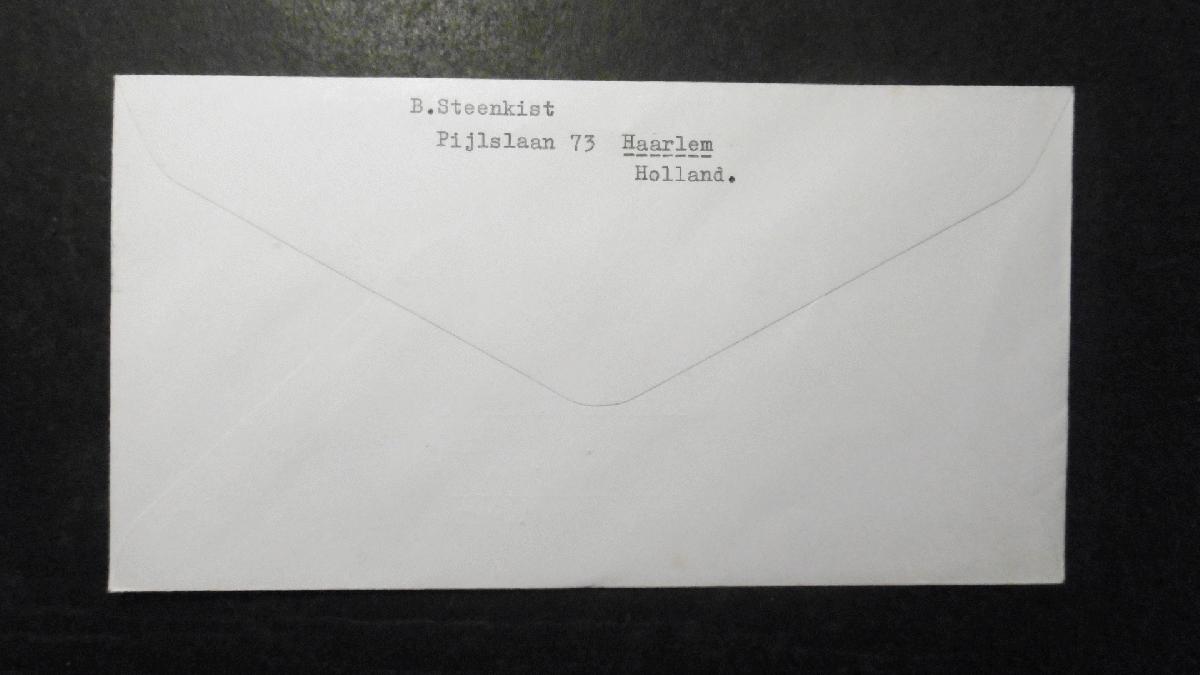 B.Steenkist
Pijlslaan 73 Haarlem
Holland.